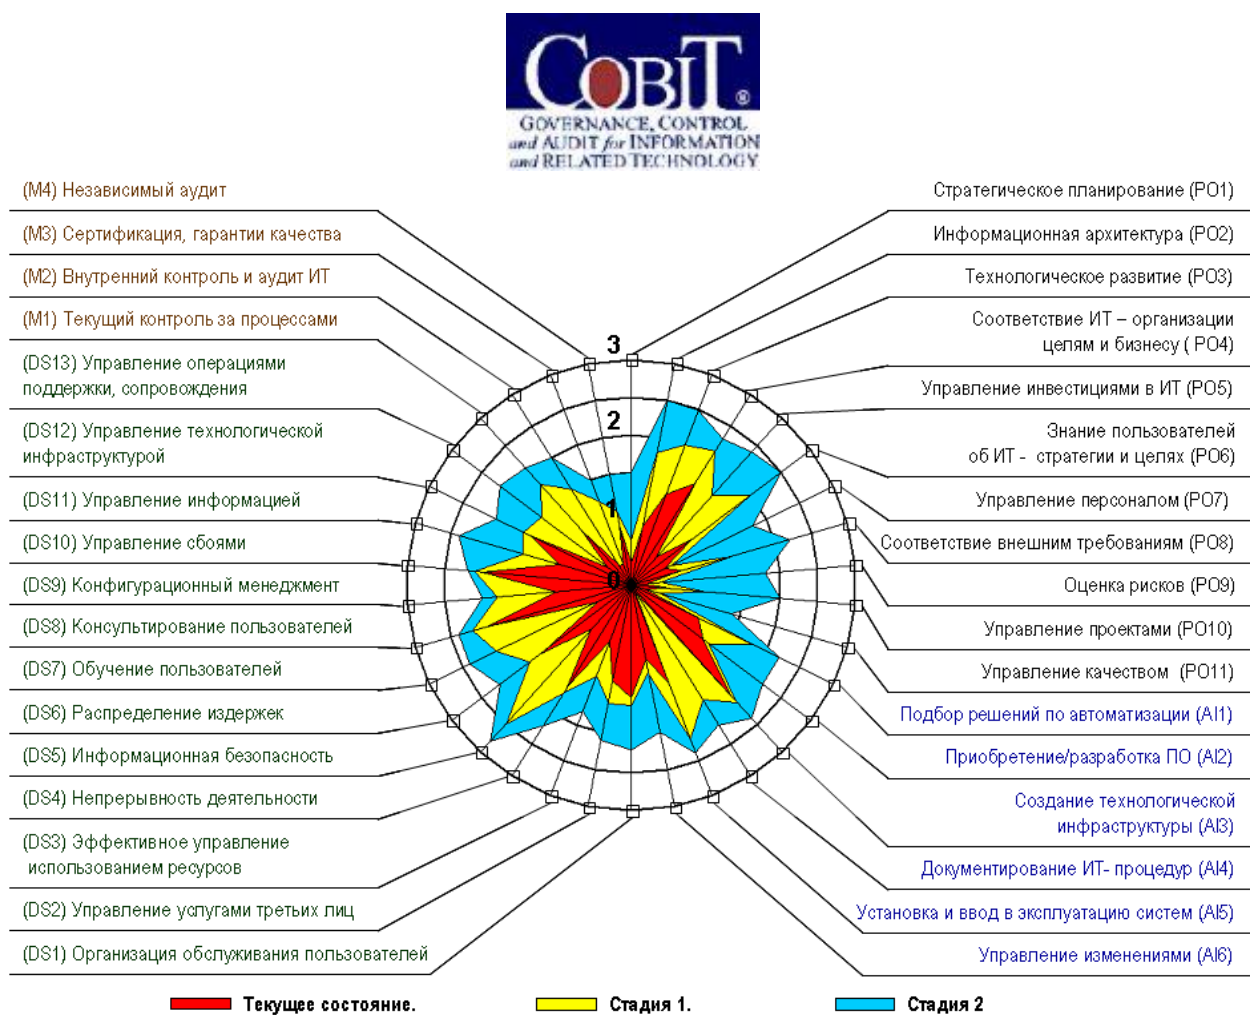 COBIT®
GOVERNANCE, CONTROL
and AUDIT for INFORMATION
and RELATED TECHNOLOGY
(M4) Независимый аудит
(M3) Сертификация, гарантии качества
(M2) Внутренний контроль и аудит ИТ
(M1) Текущий контроль за процессами
(DS13) Управление операциями
поддержки, сопровождения
(DS12) Управление технологической
инфраструктурой
(DS11) Управление информацией
(DS10) Управление сбоями
(DS9) Конфигурационный менеджмент
(DS8) Консультирование пользователей
(DS7) Обучение пользователей
(DS6) Распределение издержек
(DS5) Информационная безопасность
(DS4) Непрерывность деятельности
(DS3) Эффективное управление
использованием ресурсов
(DS2) Управление услугами третьих лиц
(DS1) Организация обслуживания пользователей
3
2
1
0
Стратегическое планирование (PO1)
Информационная архитектура (PO2)
Технологическое развитие (PO3)
Соответствие ИТ – организации
целям и бизнесу ( PO4)
Управление инвестициями в ИТ (PO5)
Знание пользователей
об ИТ - стратегии и целях (PO6)
Управление персоналом (PO7)
Соответствие внешним требованиям (PO8)
Оценка рисков (PO9)
Управление проектами (PO10)
Управление качеством (PO11)
Подбор решений по автоматизации (AI1)
Приобретение/разработка ПО (AI2)
Создание технологической
инфраструктуры (AI3)
Документирование ИТ- процедур (AI4)
Установка и ввод в эксплуатацию систем (AI5)
Управление изменениями (AI6)
Текущее состояние.
Стадия 1.
Стадия 2